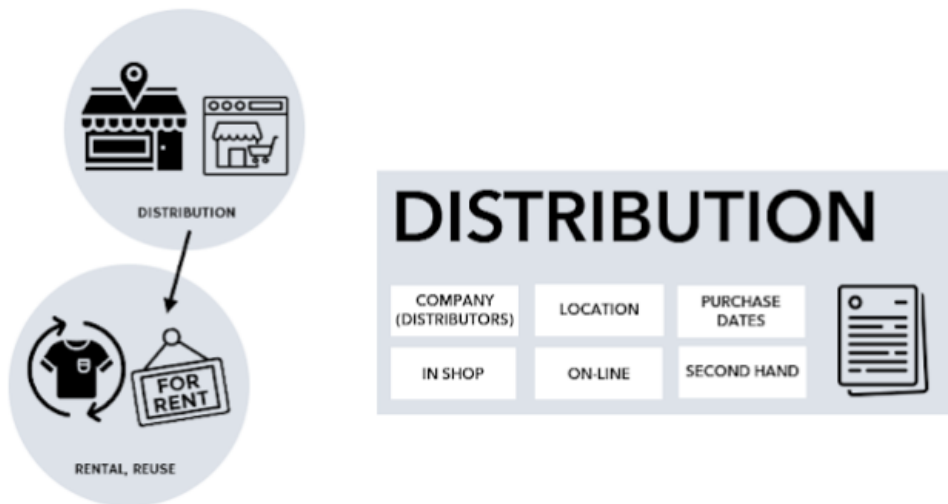 DISTRIBUTION
FOR
RENT
RENTAL, REUSE
DISTRIBUTION
COMPANY
(DISTRIBUTORS)
LOCATION
PURCHASE
DATES
IN SHOP
ON-LINE
SECOND HAND